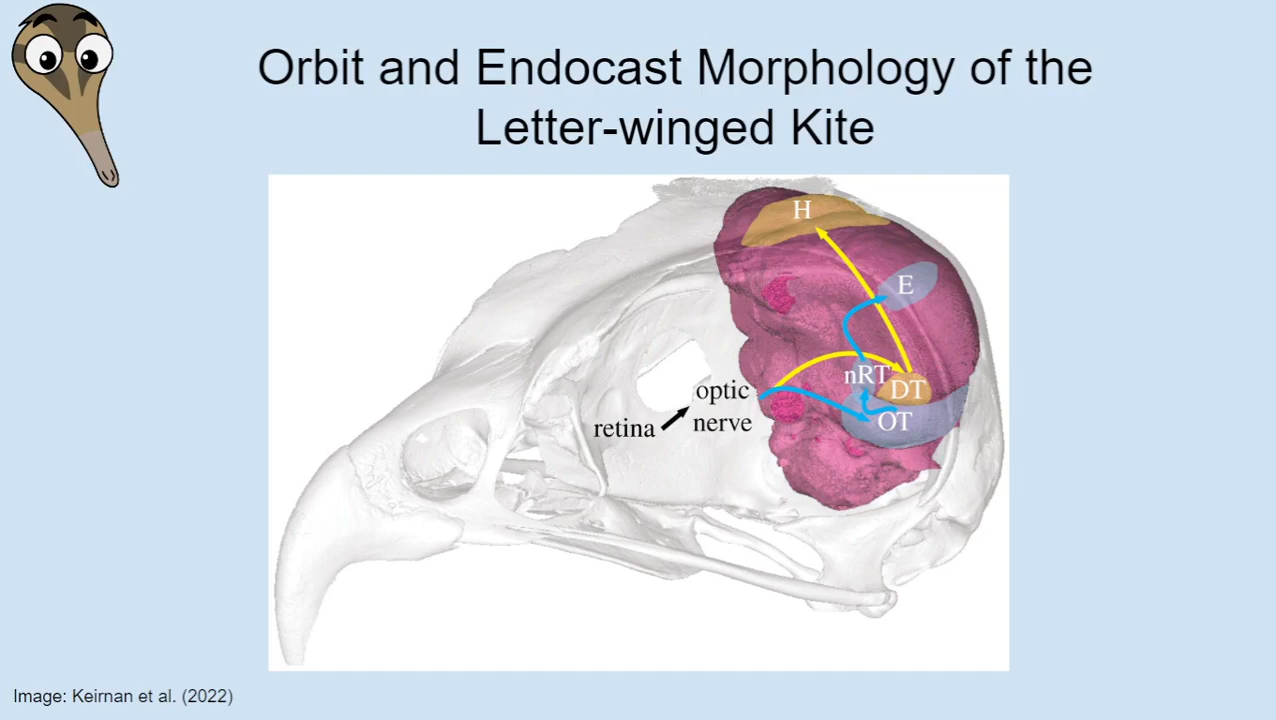 Orbit and Endocast Morphology of the
Letter-winged Kite
H
E
nRT
DT
OT
optic
nerve
retina
Image: Keirnan et al. (2022)